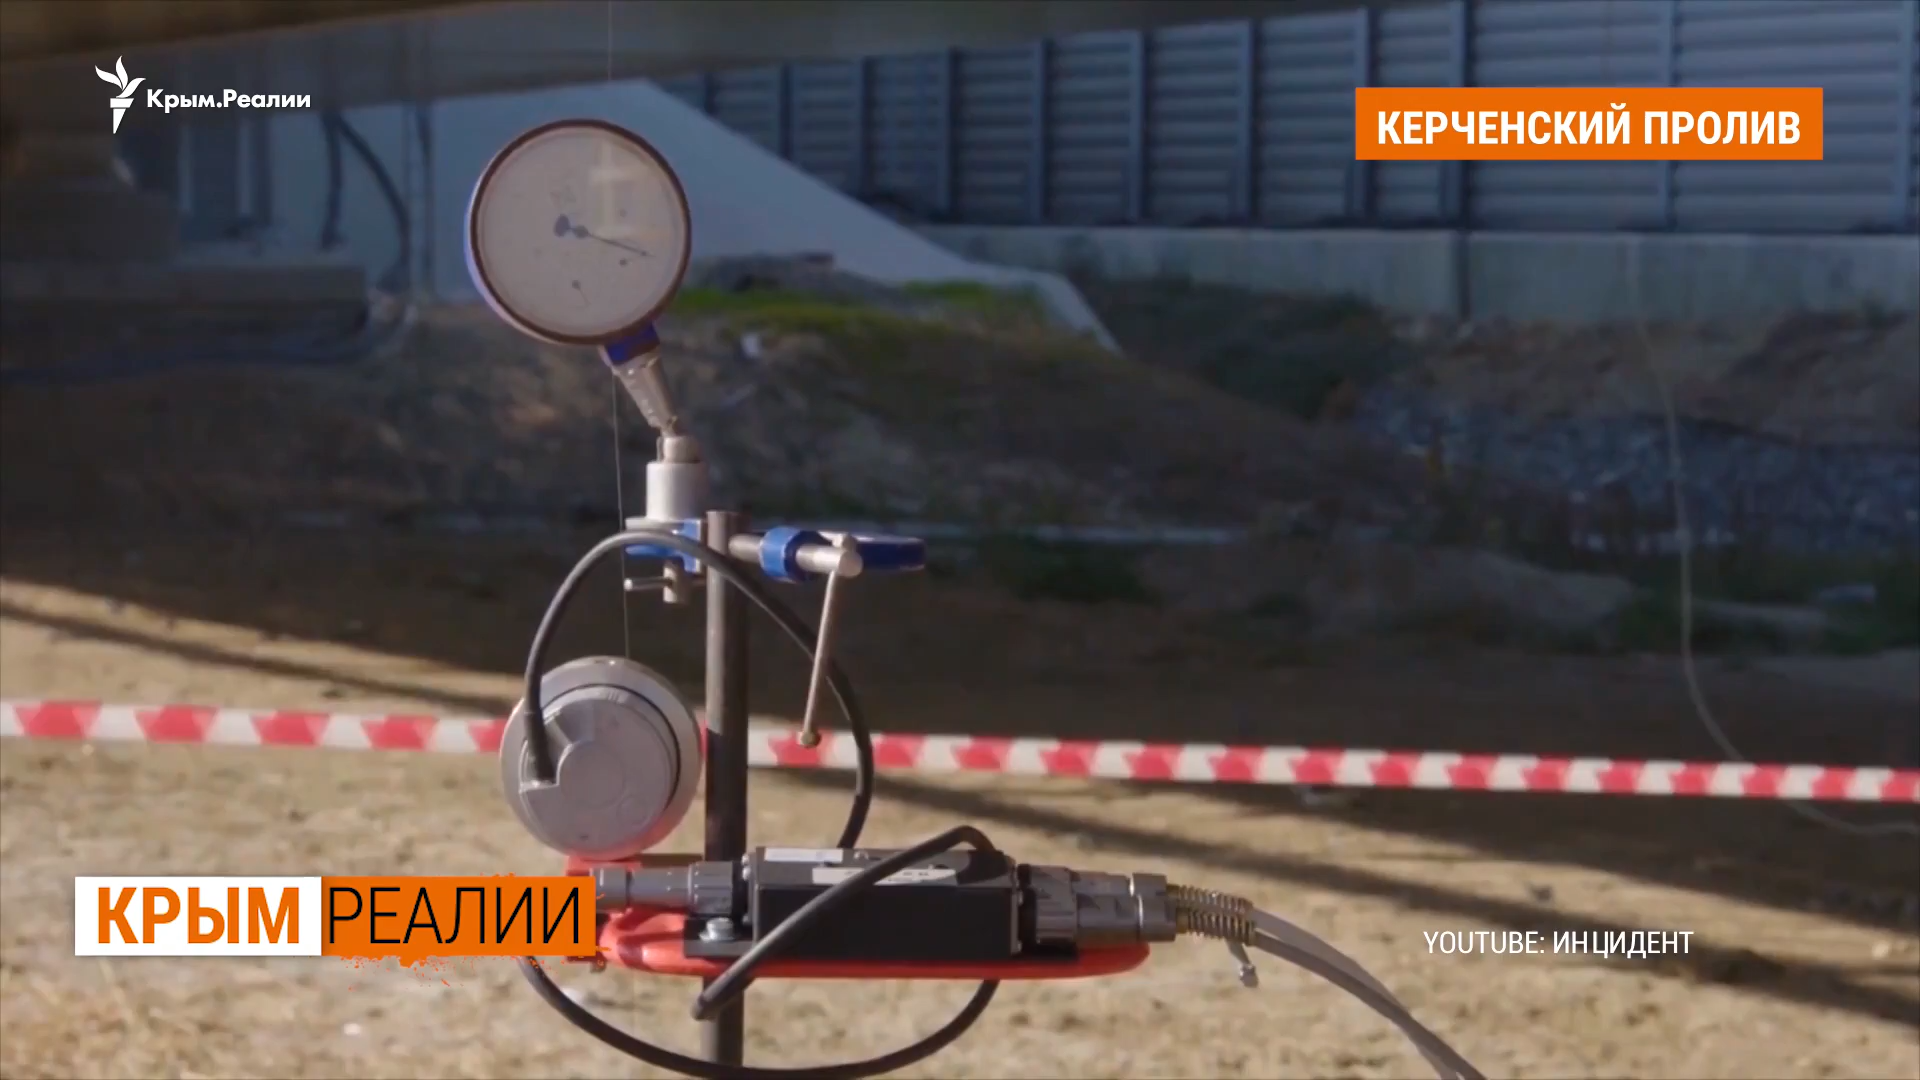 Крым.Реалии
КЕРЧЕНСКИЙ ПРОЛИВ
КРЫМ РЕАЛИИ
YOUTUBE: ИНЦИДЕНТ